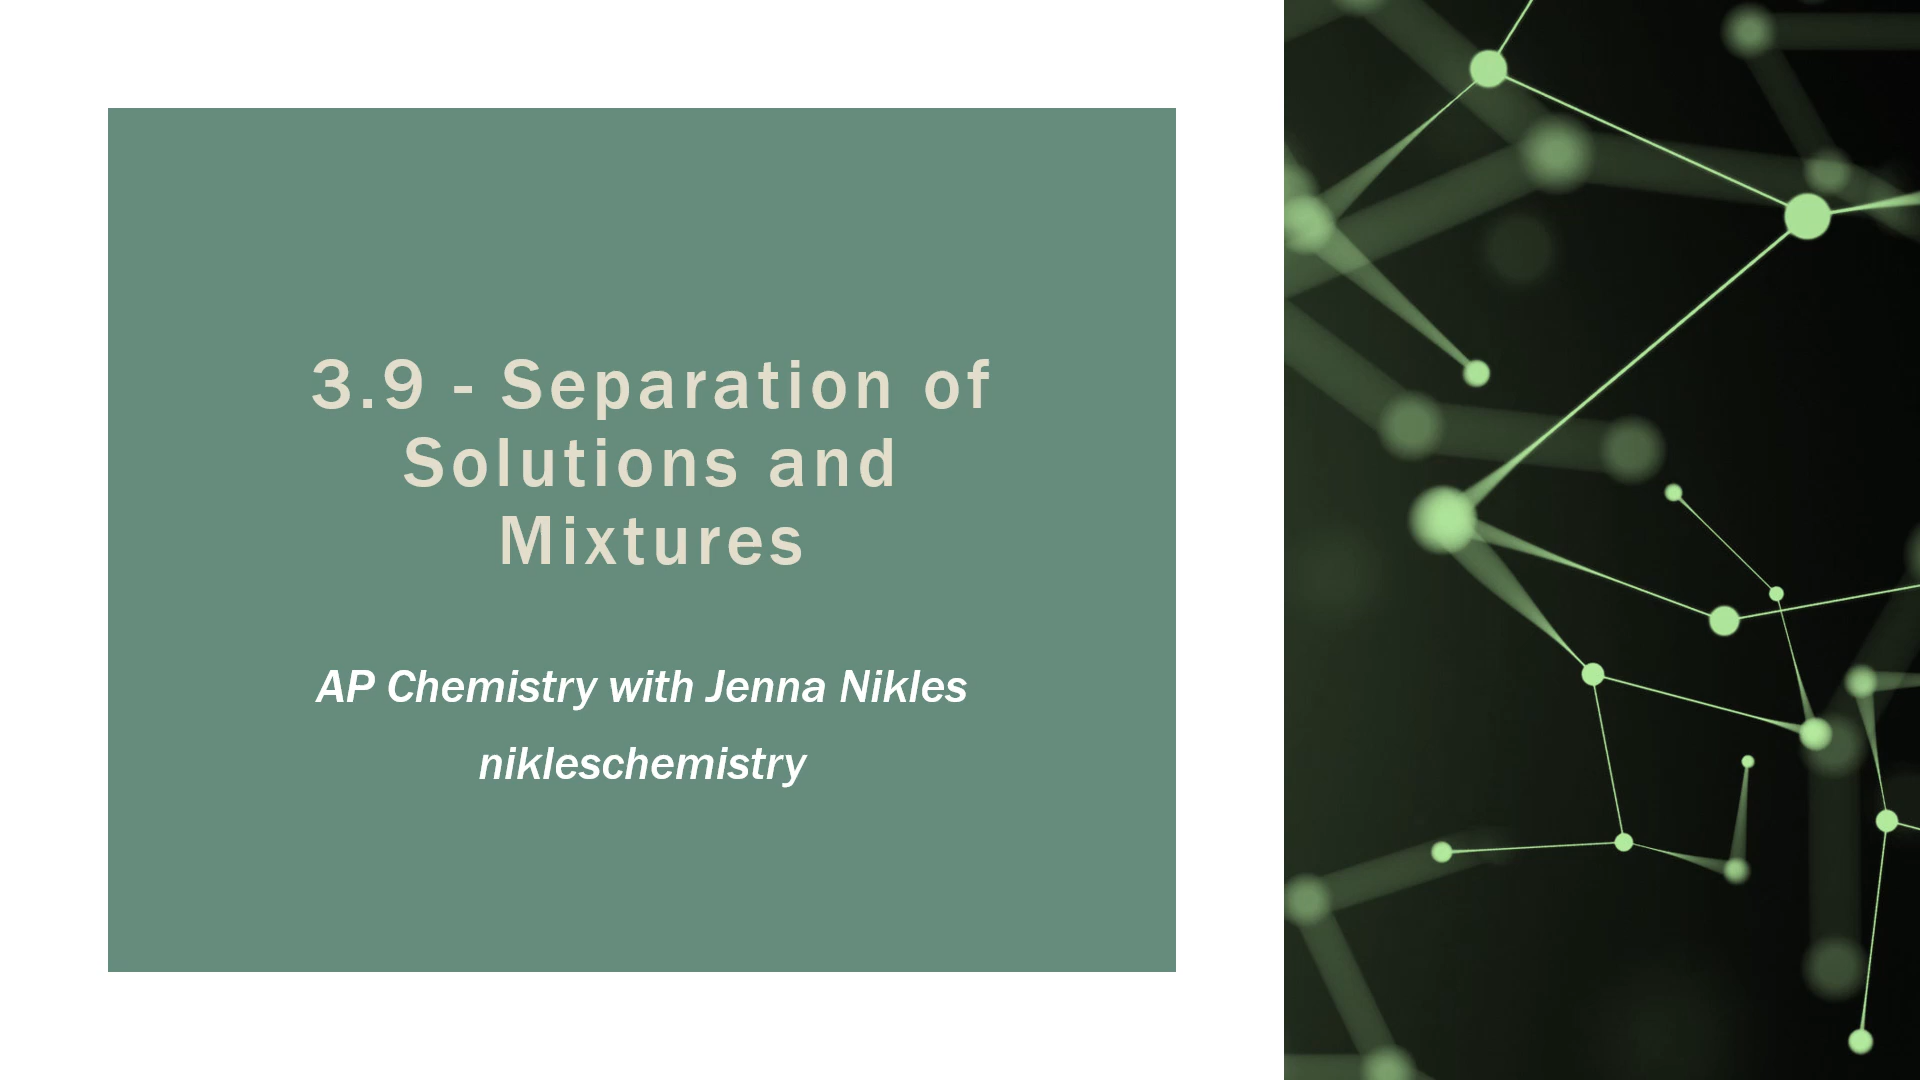 3.9 - Separation of
Solutions and
Mixtures
AP Chemistry with Jenna Nikles
nikleschemistry